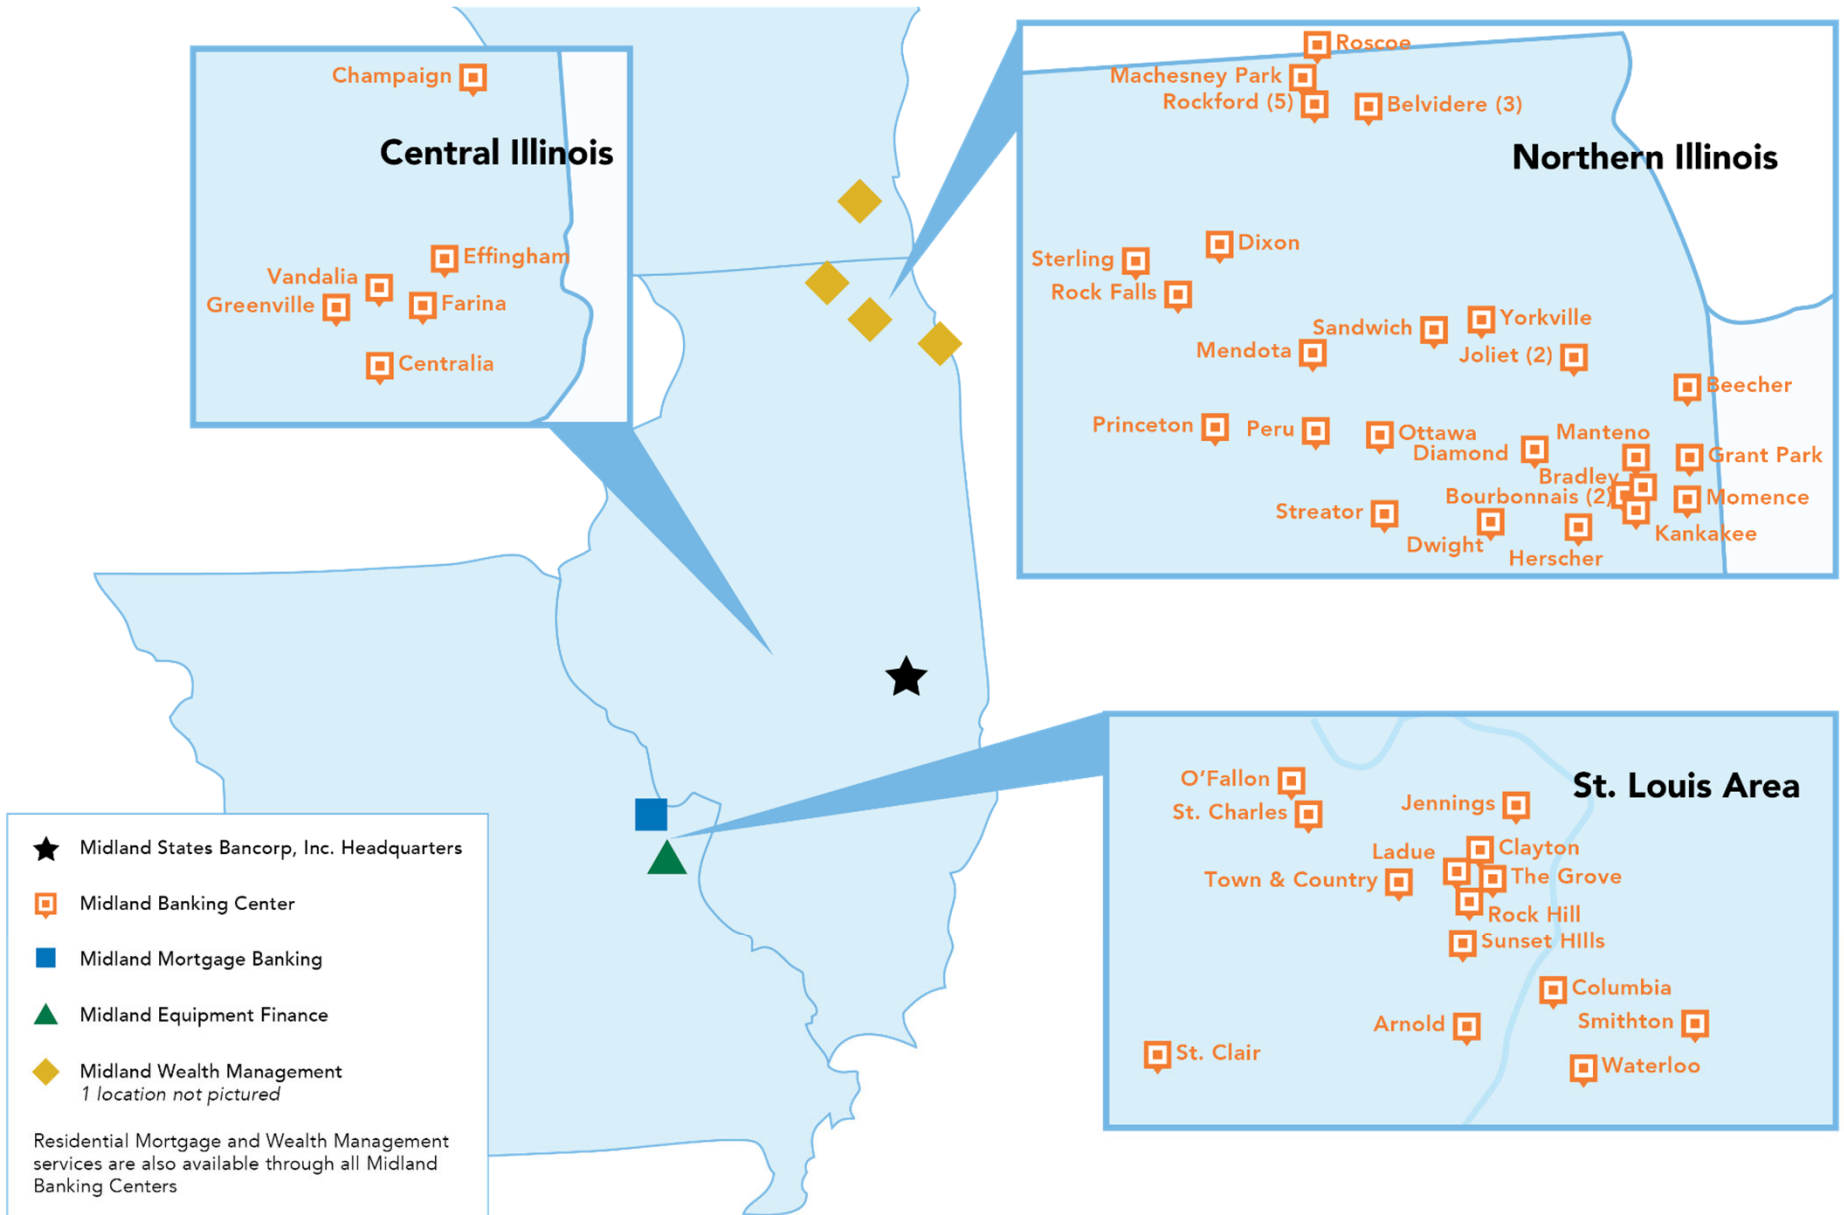 Champaign
Central Illinois
Effingham
Vandalia
Greenville
Farina
Centralia
Roscoe
Machesney Park
Rockford (5)
Belvidere (3)
Northern Illinois
Dixon
Sterling
Rock Falls
Yorkville
Sandwich
Mendota
Joliet (2)
Beecher
Princeton
Peru
Ottawa
Manteno
Diamond
Grant Park
Bradley
Bourbonnais (2)
Momence
Streator
Kankakee
Dwight
Herscher
St. Louis Area
O'Fallon
Jennings
St. Charles
Clayton
Ladue
The Grove
Town & Country
Rock Hill
Sunset HIlls
Columbia
Smithton
Arnold
St. Clair
Waterloo
Midland States Bancorp, Inc. Headquarters
Midland Banking Center
Midland Mortgage Banking
Midland Equipment Finance
Midland Wealth Management
1 location not pictured
Residential Mortgage and Wealth Management
services are also available through all Midland
Banking Centers